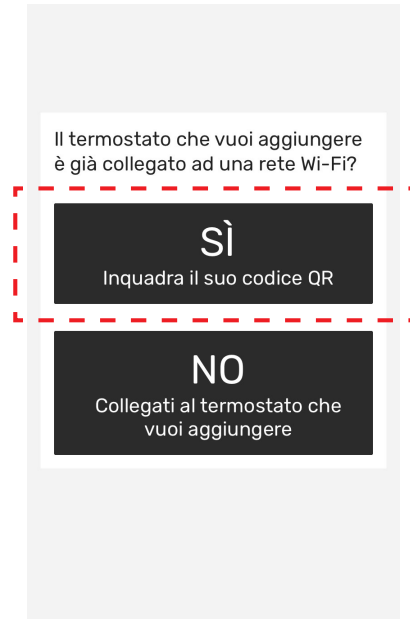 Il termostato che vuoi aggiungere
è già collegato ad una rete Wi-Fi?
SÌ
Inquadra il suo codice QR
NO
Collegati al termostato che
vuoi aggiungere